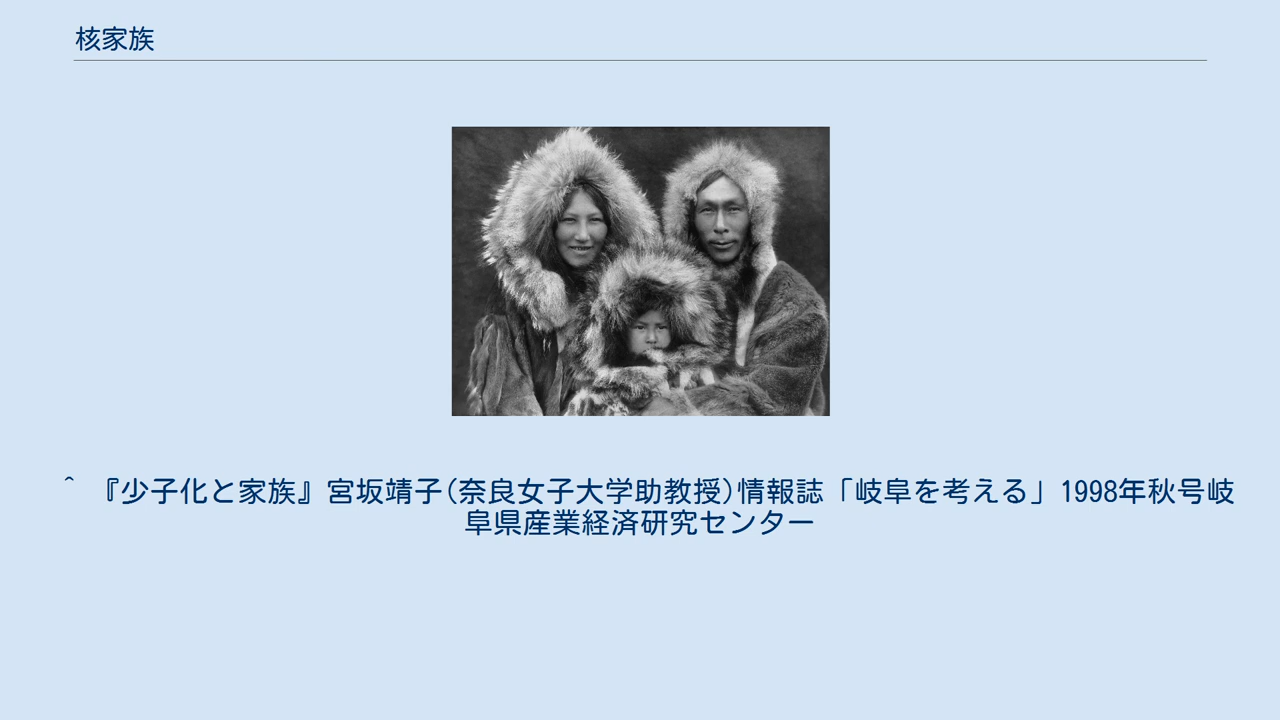 核家族
^ 『少子化と家族』宮坂靖子(奈良女子大学助教授)情報誌「岐阜を考える」1998年秋号岐
阜県産業経済研究センター